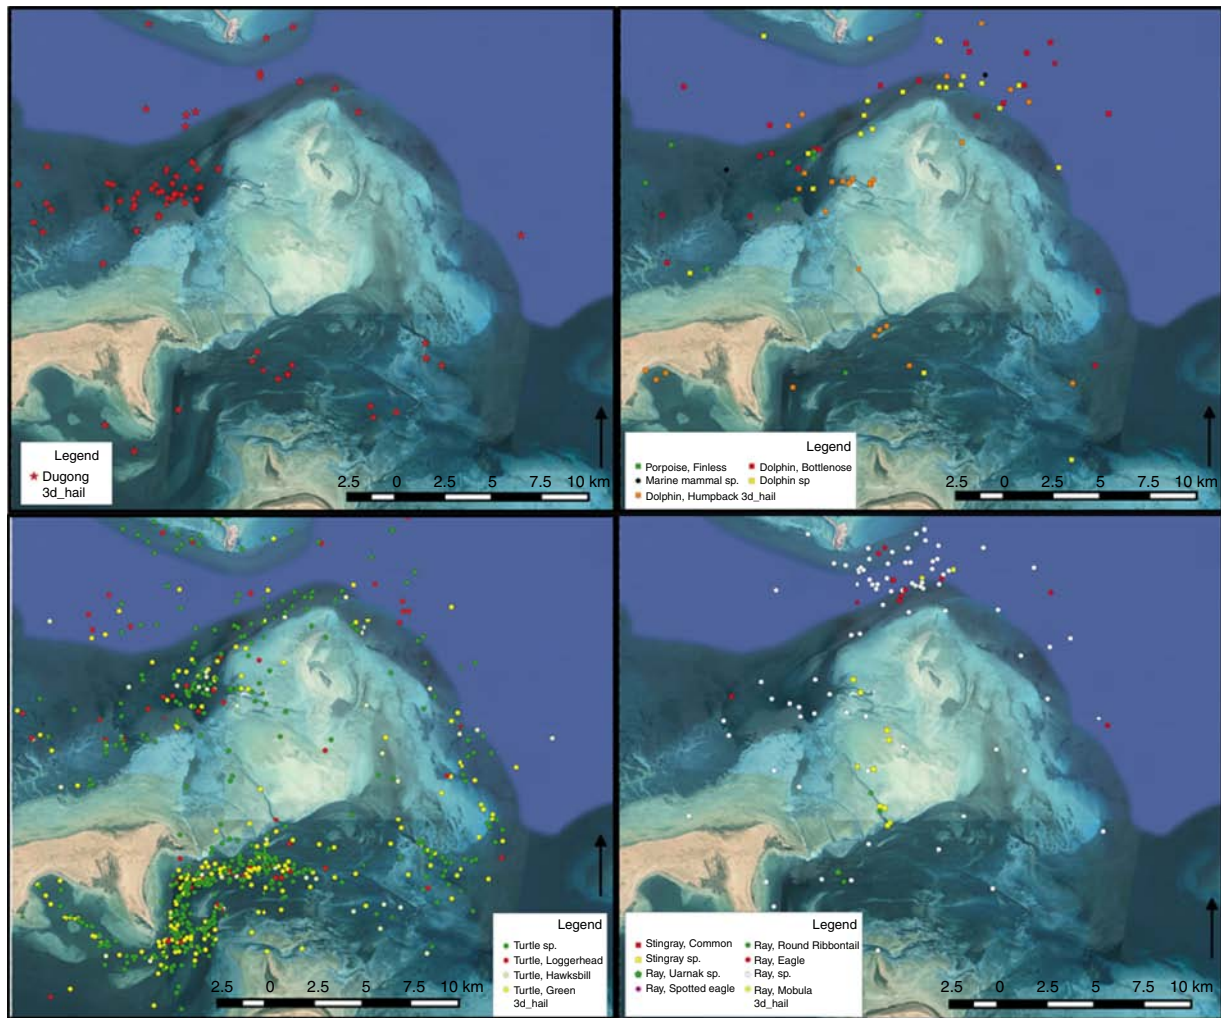 Legend
Dugong
3d_hail
2.5 0 2.5 5 7.5 10 km
Legend
Porpoise, Finless
Dolphin, Bottlenose
Marine mammal sp.
Dolphin sp
Dolphin, Humpback 3d_hail
2.5 0 2.5 5 7.5 10 km
Legend
Turtle sp.
Turtle, Loggerhead
Turtle, Hawksbill
Turtle, Green
3d_hail
2.5 0 2.5 5 7.5 10 km
Legend
Stingray, Common
Ray, Round Ribbontail
Stingray sp.
Ray, Eagle
Ray, Uarnak sp.
Ray, sp.
Ray, Spotted eagle
Ray, Mobula
3d_hail
2.5 0 2.5 5 7.5 10 km